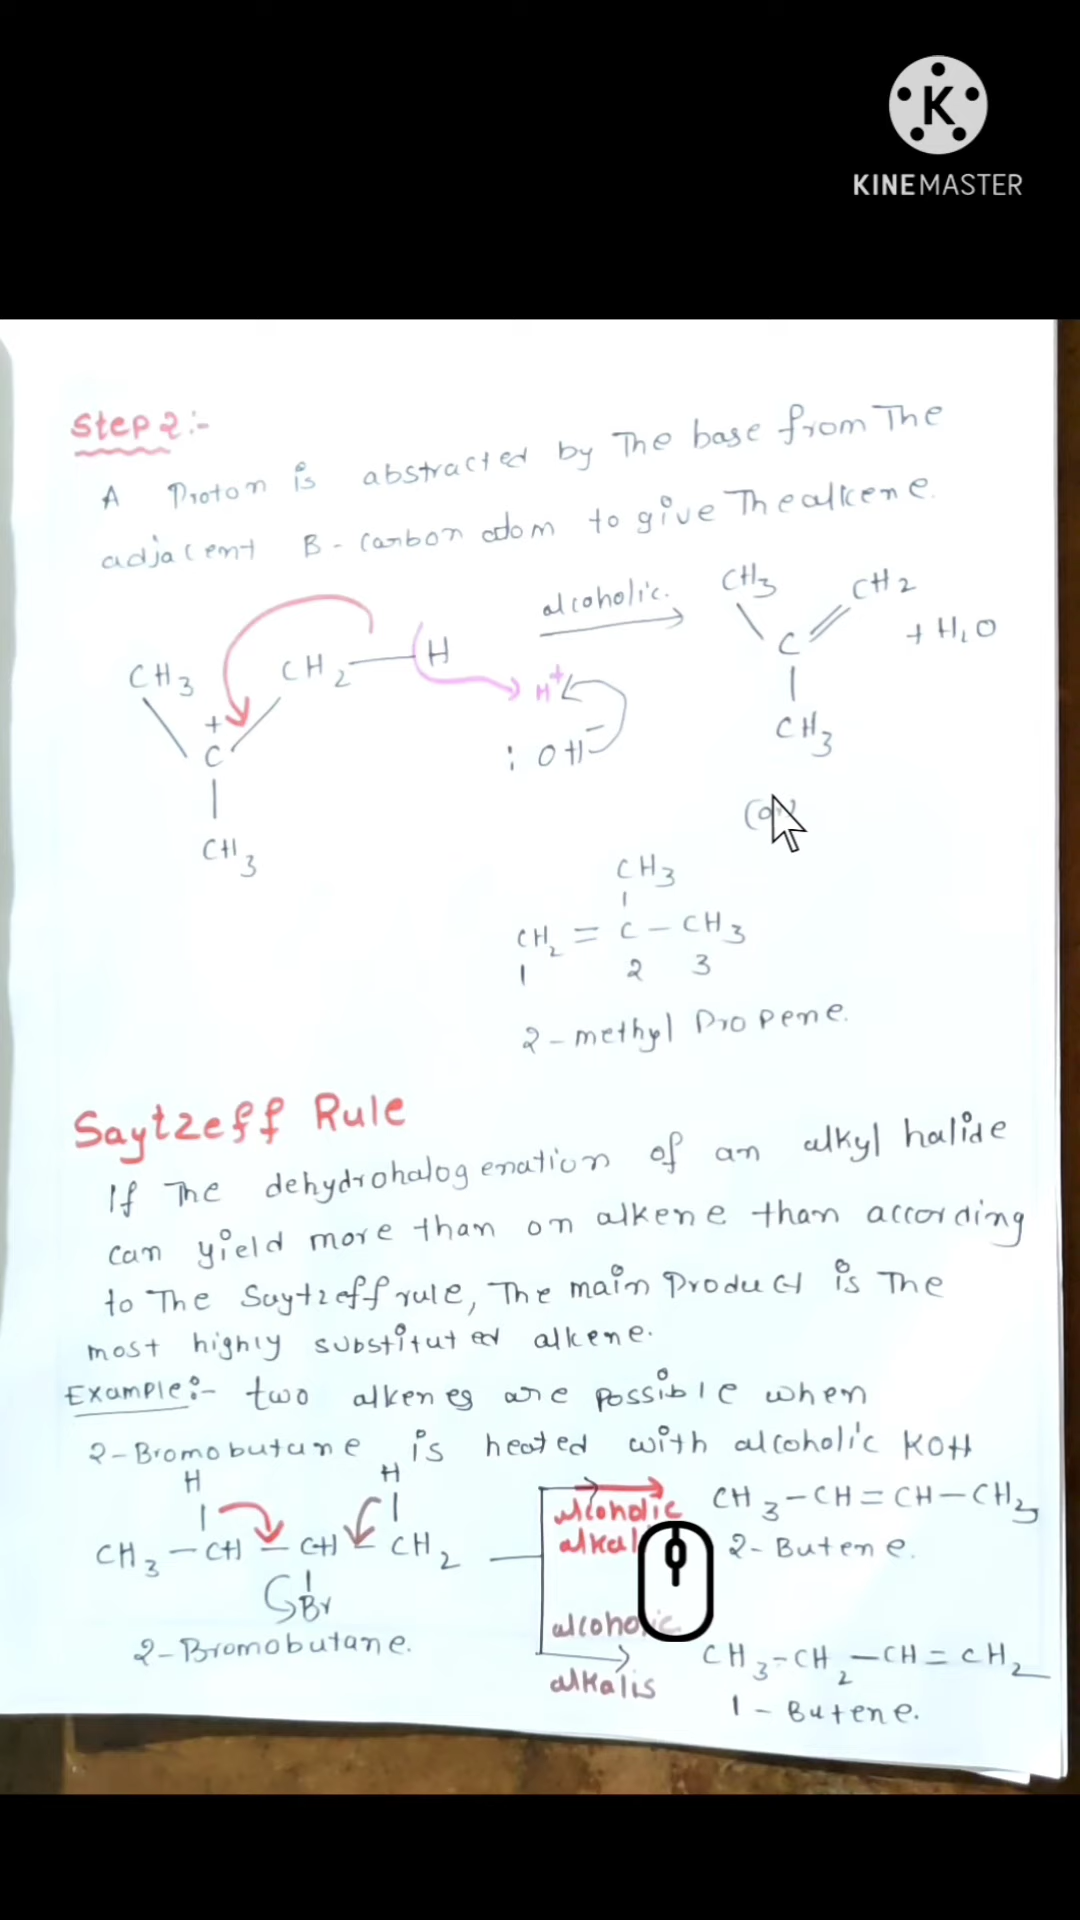 K
KINEMASTER
Step 2:-
A Proton is abstracted by The base from The
adjacent B-carbon atom to give The alkene.
CH3 CH2 — H alcoholic. CH3 CH2
+ C H+ C + H2O
: OH-
CH3 CH3
CH3
CH2 = C - CH3
1 2 3
2-methyl Propene.
Saytzeff Rule
If The dehydrohalogenation of an alkyl halide
can yield more than on alkene than according
to The Saytzeff rule, The main Product is The
most highly substituted alkene.
Example:- two alkenes are possible when
2-Bromobutane is heated with alcoholic KOH
H H
CH3 - CH - CH - CH2
Br
2-Bromobutane.
alcoholic
CH3-CH=CH-CH3
2-Butene.
alkalis
CH3-CH2-CH=CH2
1-Butene.